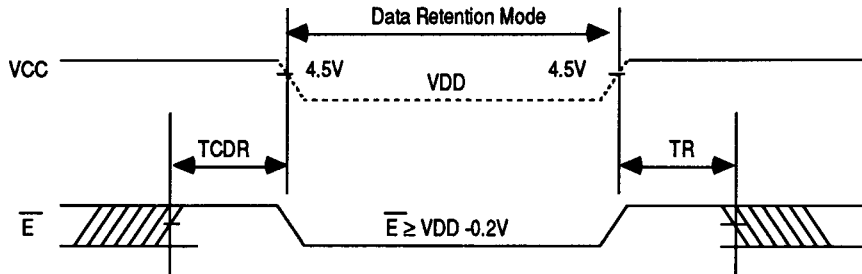 Data Retention Mode
VCC
4.5V
VDD
4.5V
TCDR
TR
E̅
E̅ ≥ VDD -0.2V